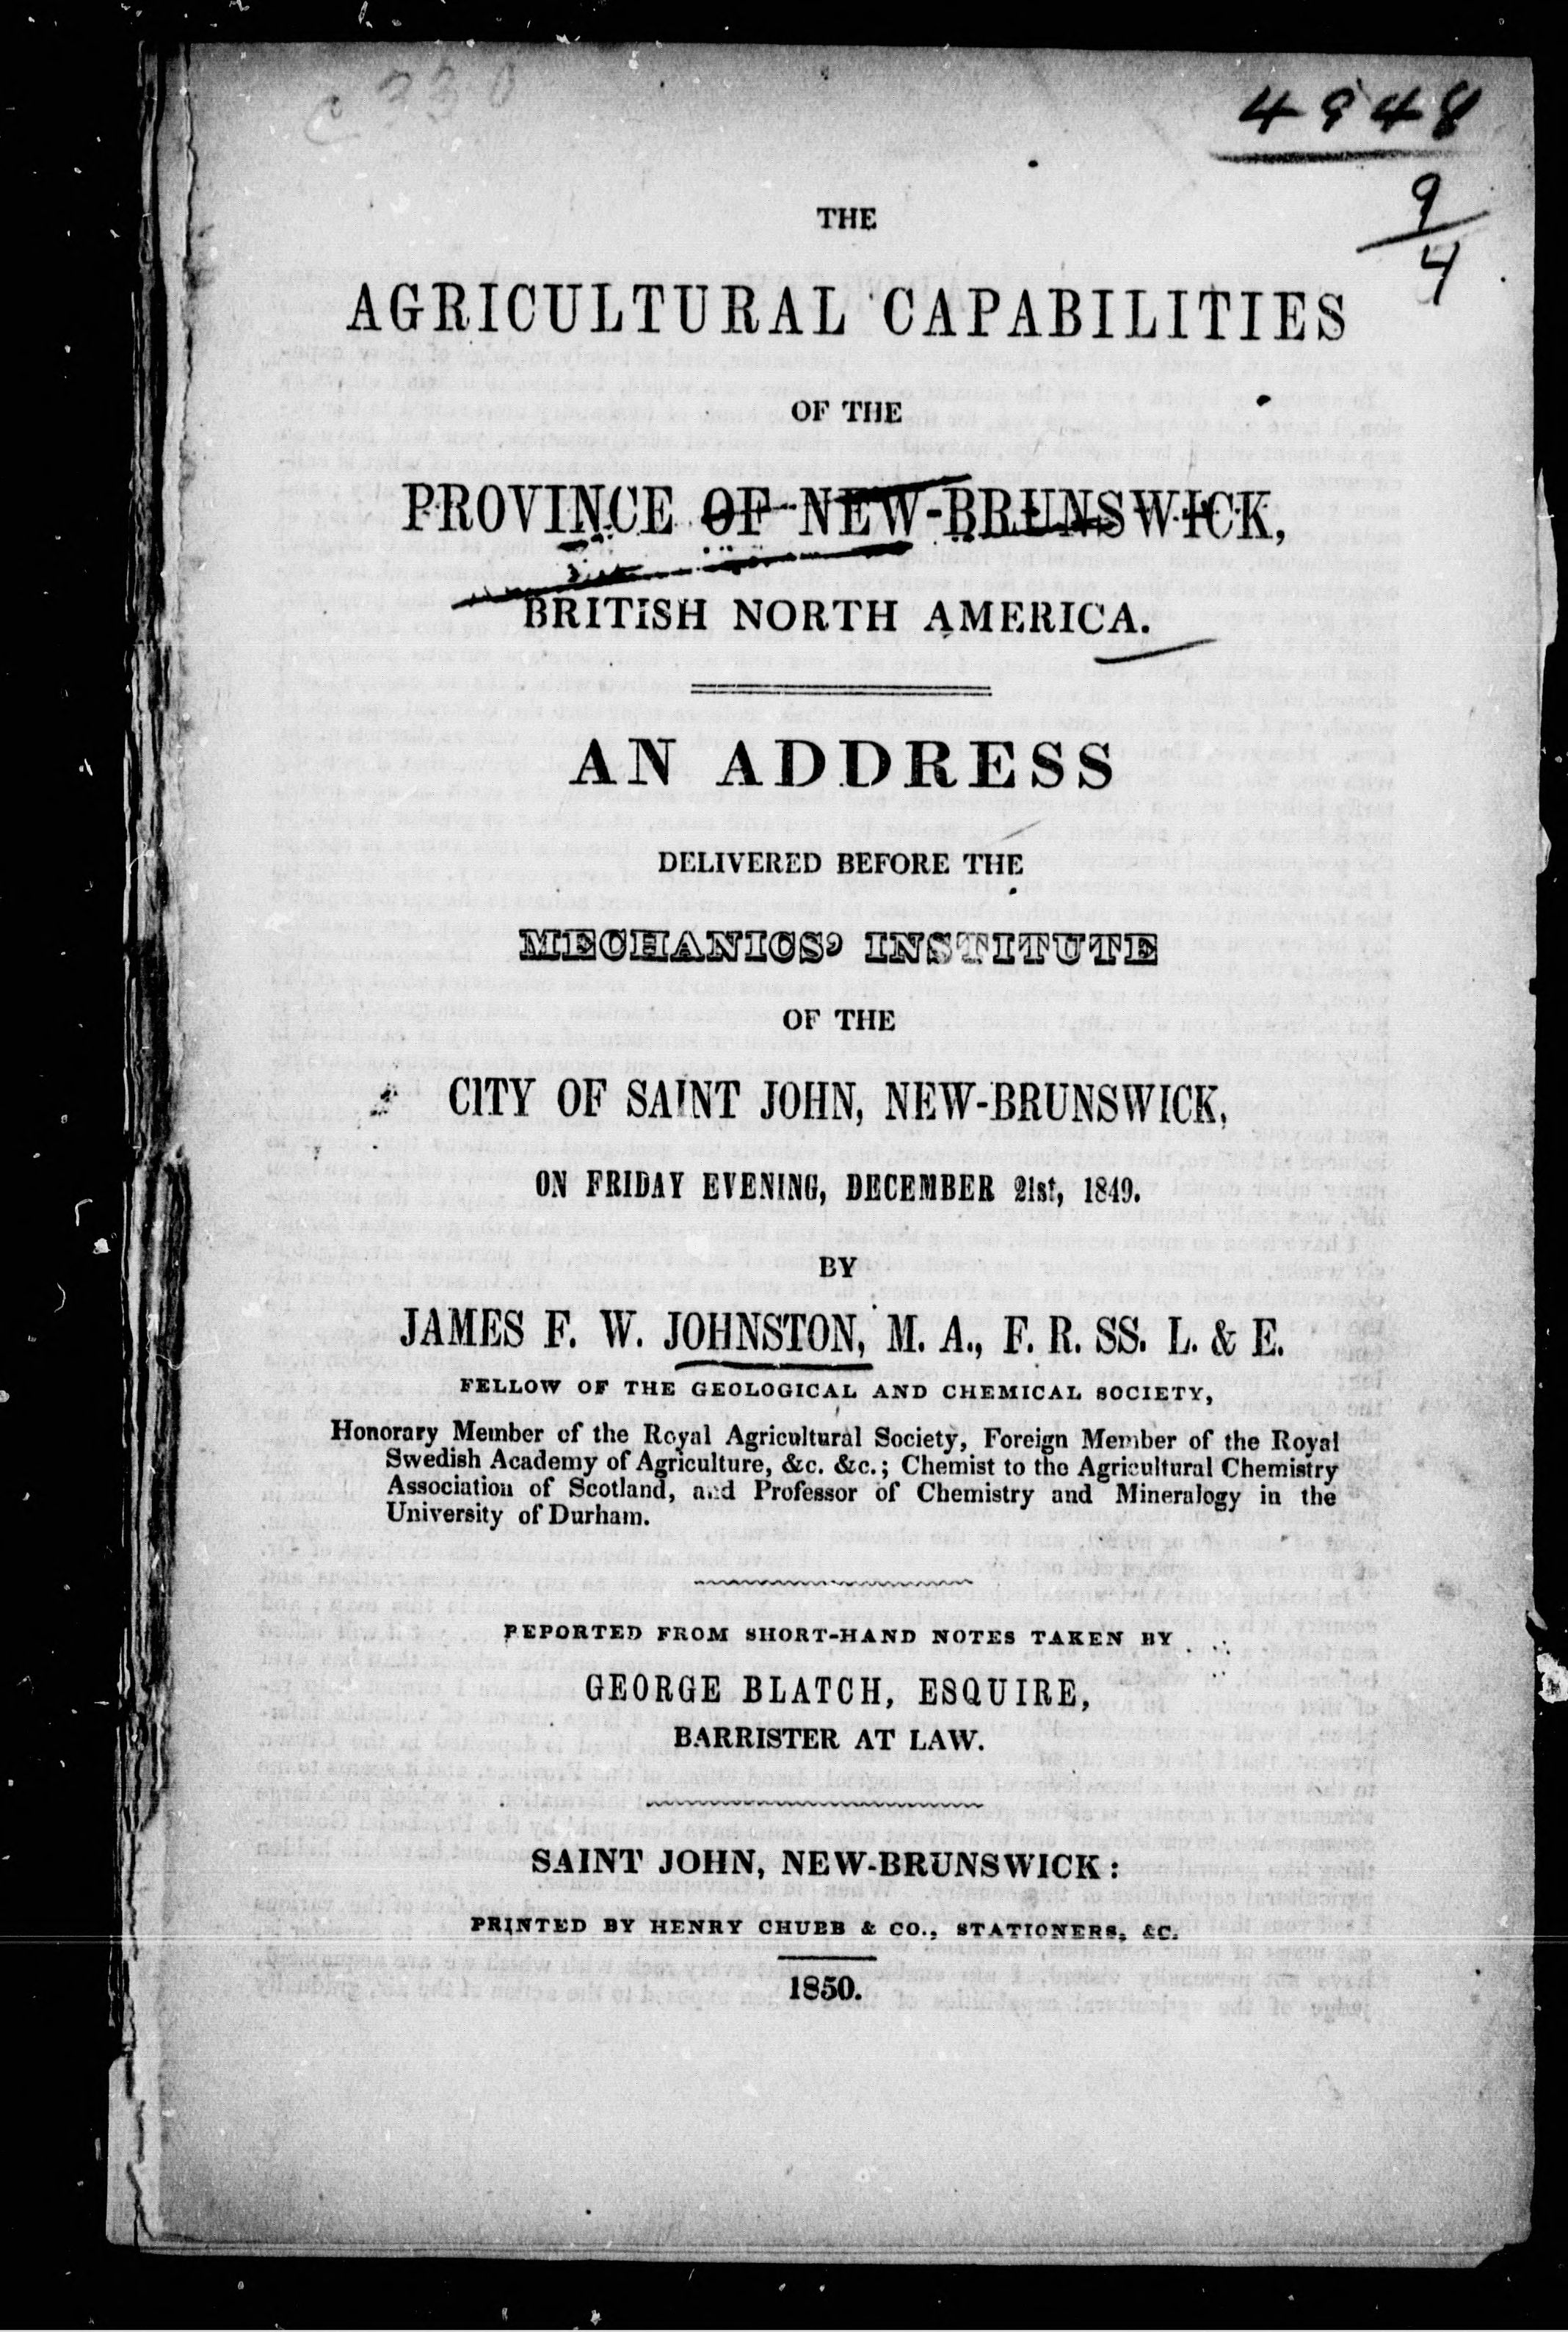 c 330
4848
9
4
THE
AGRICULTURAL CAPABILITIES
OF THE
PROVINCE OF NEW-BRUNSWICK,
BRITISH NORTH AMERICA.
AN ADDRESS
DELIVERED BEFORE THE
MECHANICS' INSTITUTE
OF THE
CITY OF SAINT JOHN, NEW-BRUNSWICK,
ON FRIDAY EVENING, DECEMBER 21st, 1849.
BY
JAMES F. W. JOHNSTON, M. A., F. R. SS. L. & E.
FELLOW OF THE GEOLOGICAL AND CHEMICAL SOCIETY,
Honorary Member of the Royal Agricultural Society, Foreign Member of the Royal
Swedish Academy of Agriculture, &c. &c.; Chemist to the Agricultural Chemistry
Association of Scotland, and Professor of Chemistry and Mineralogy in the
University of Durham.
REPORTED FROM SHORT-HAND NOTES TAKEN BY
GEORGE BLATCH, ESQUIRE,
BARRISTER AT LAW.
SAINT JOHN, NEW-BRUNSWICK:
PRINTED BY HENRY CHUBB & CO., STATIONERS, &C.
1850.